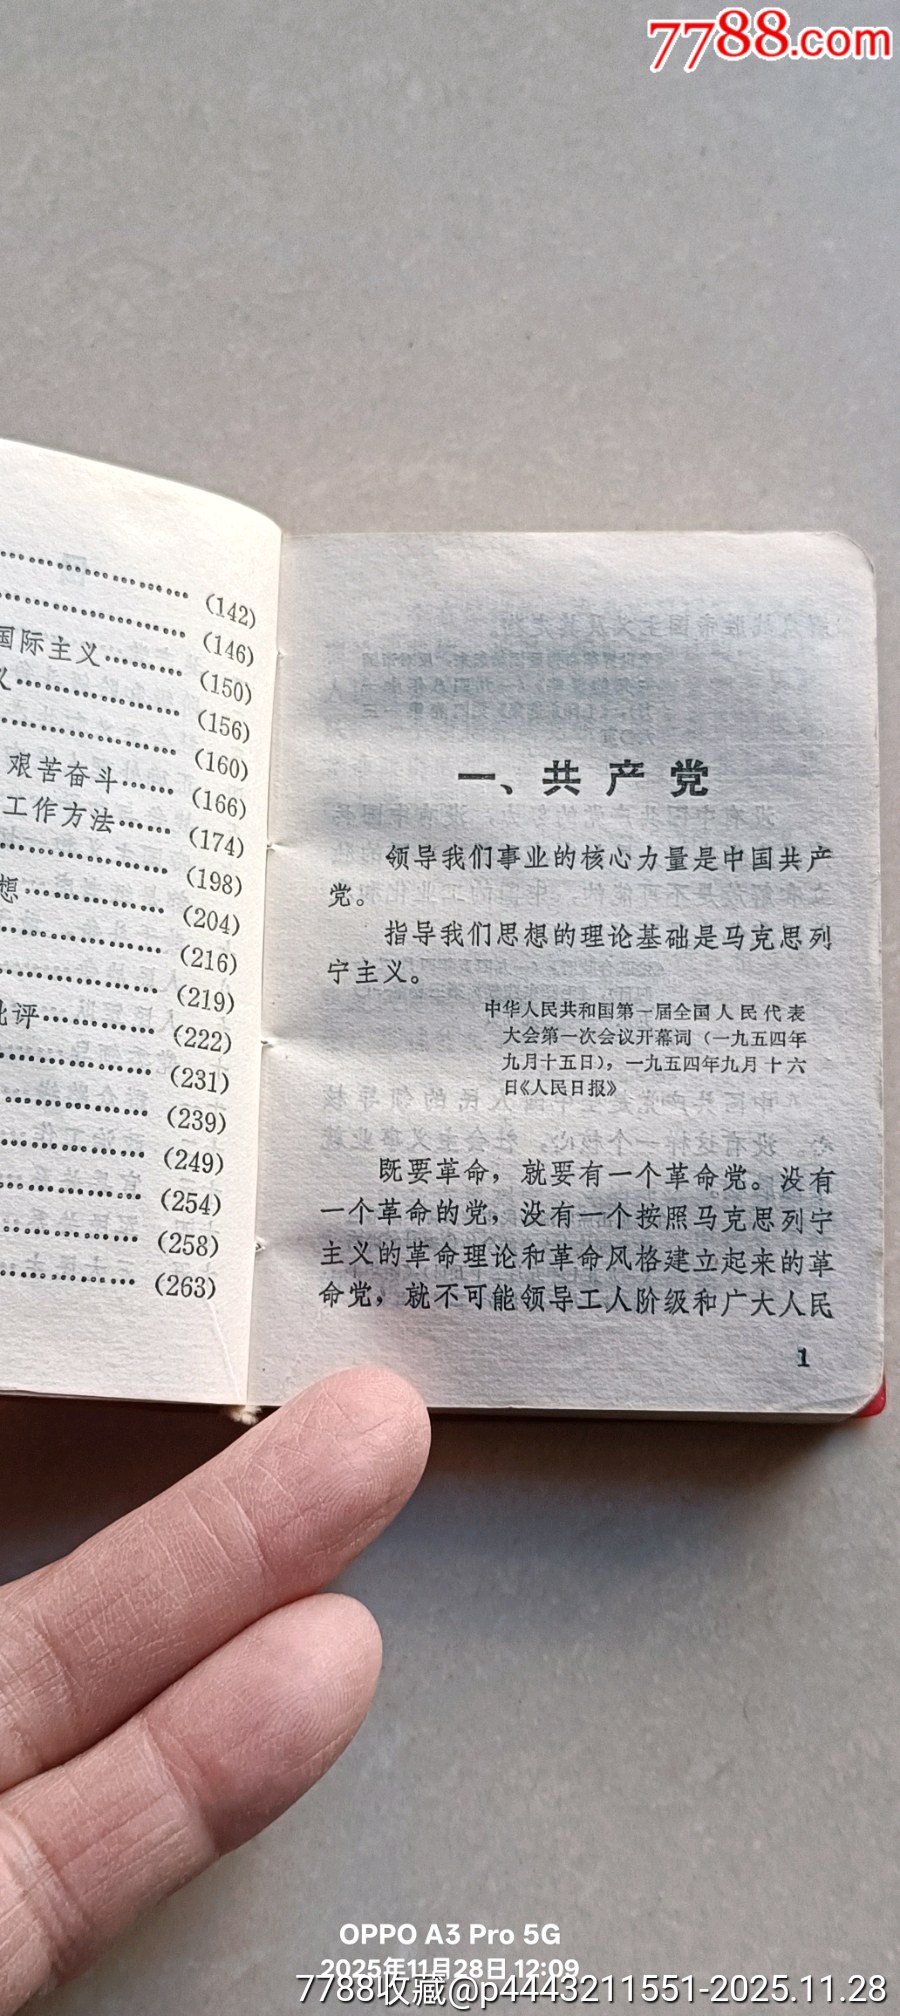 7788.com
(142)
(146)
国际主义………(150)
义……………(156)
(160)
艰苦奋斗……(166)
工作方法……(174)
(198)
想……………(204)
(216)
(219)
批评…………(222)
(231)
(239)
(249)
(254)
(258)
(263)
一、共产党
领导我们事业的核心力量是中国共产
党。
指导我们思想的理论基础是马克思列
宁主义。
中华人民共和国第一届全国人民代表
大会第一次会议开幕词（一九五四年
九月十五日），一九五四年九月十六
日《人民日报》
既要革命，就要有一个革命党。没有
一个革命的党，没有一个按照马克思列宁
主义的革命理论和革命风格建立起来的革
命党，就不可能领导工人阶级和广大人民
1
OPPO A3 Pro 5G
2025年11月28日 12:09
7788收藏@p4443211551-2025.11.28